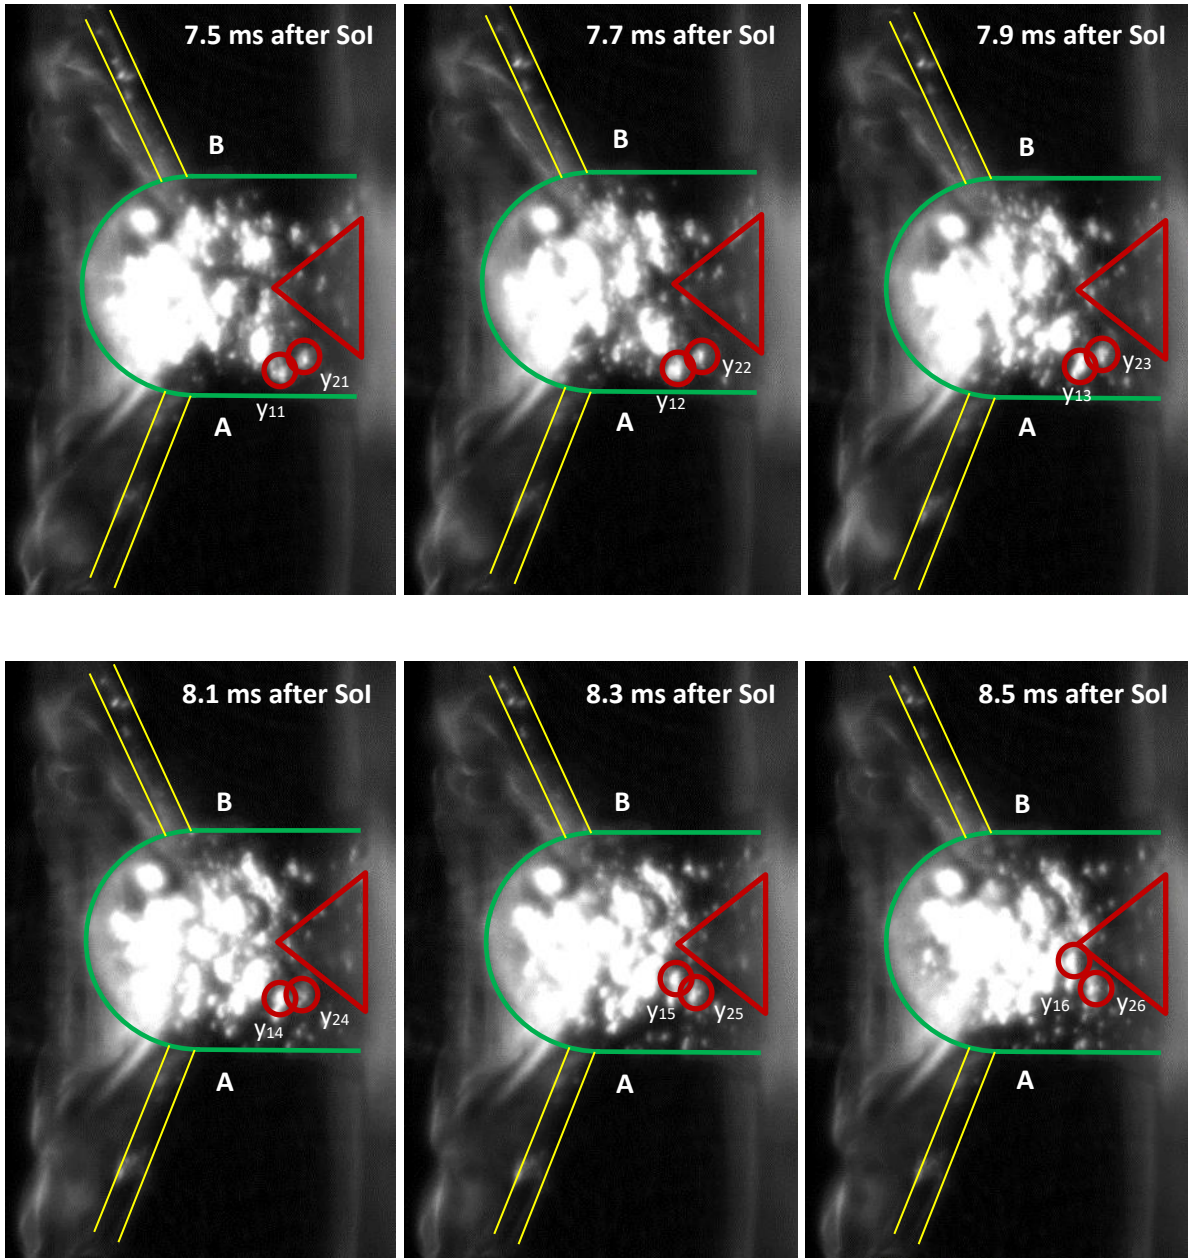 7.5 ms after SoI
B
y21
y11
A
7.7 ms after SoI
B
y22
y12
A
7.9 ms after SoI
B
y23
y13
A
8.1 ms after SoI
B
y24
y14
A
8.3 ms after SoI
B
y15 y25
A
8.5 ms after SoI
B
y16 y26
A